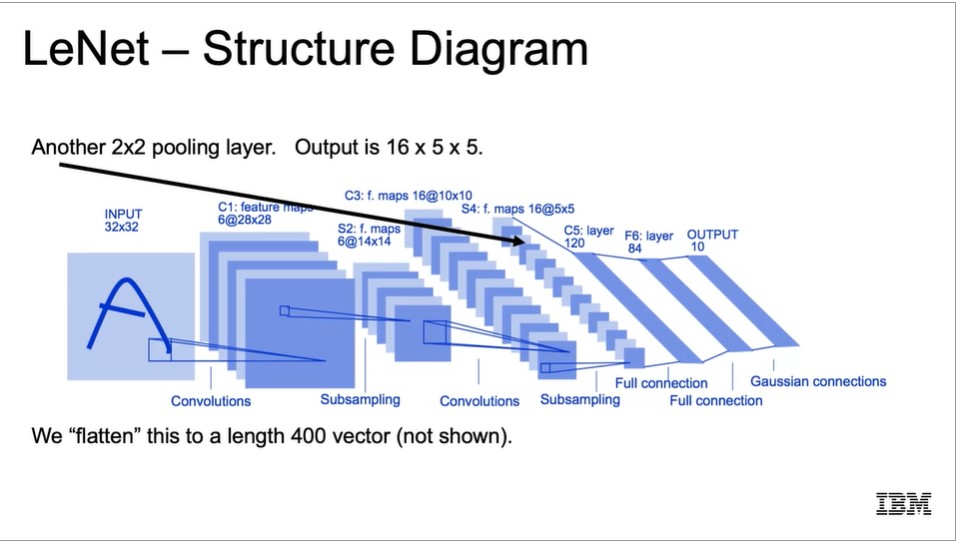 LeNet – Structure Diagram
Another 2x2 pooling layer.   Output is 16 x 5 x 5.
INPUT
32x32
C1: feature maps
6@28x28
S2: f. maps
6@14x14
C3: f. maps 16@10x10
S4: f. maps 16@5x5
C5: layer
120
F6: layer
84
OUTPUT
10
Convolutions
Subsampling
Convolutions
Subsampling
Full connection
Full connection
Gaussian connections
We “flatten” this to a length 400 vector (not shown).
IBM